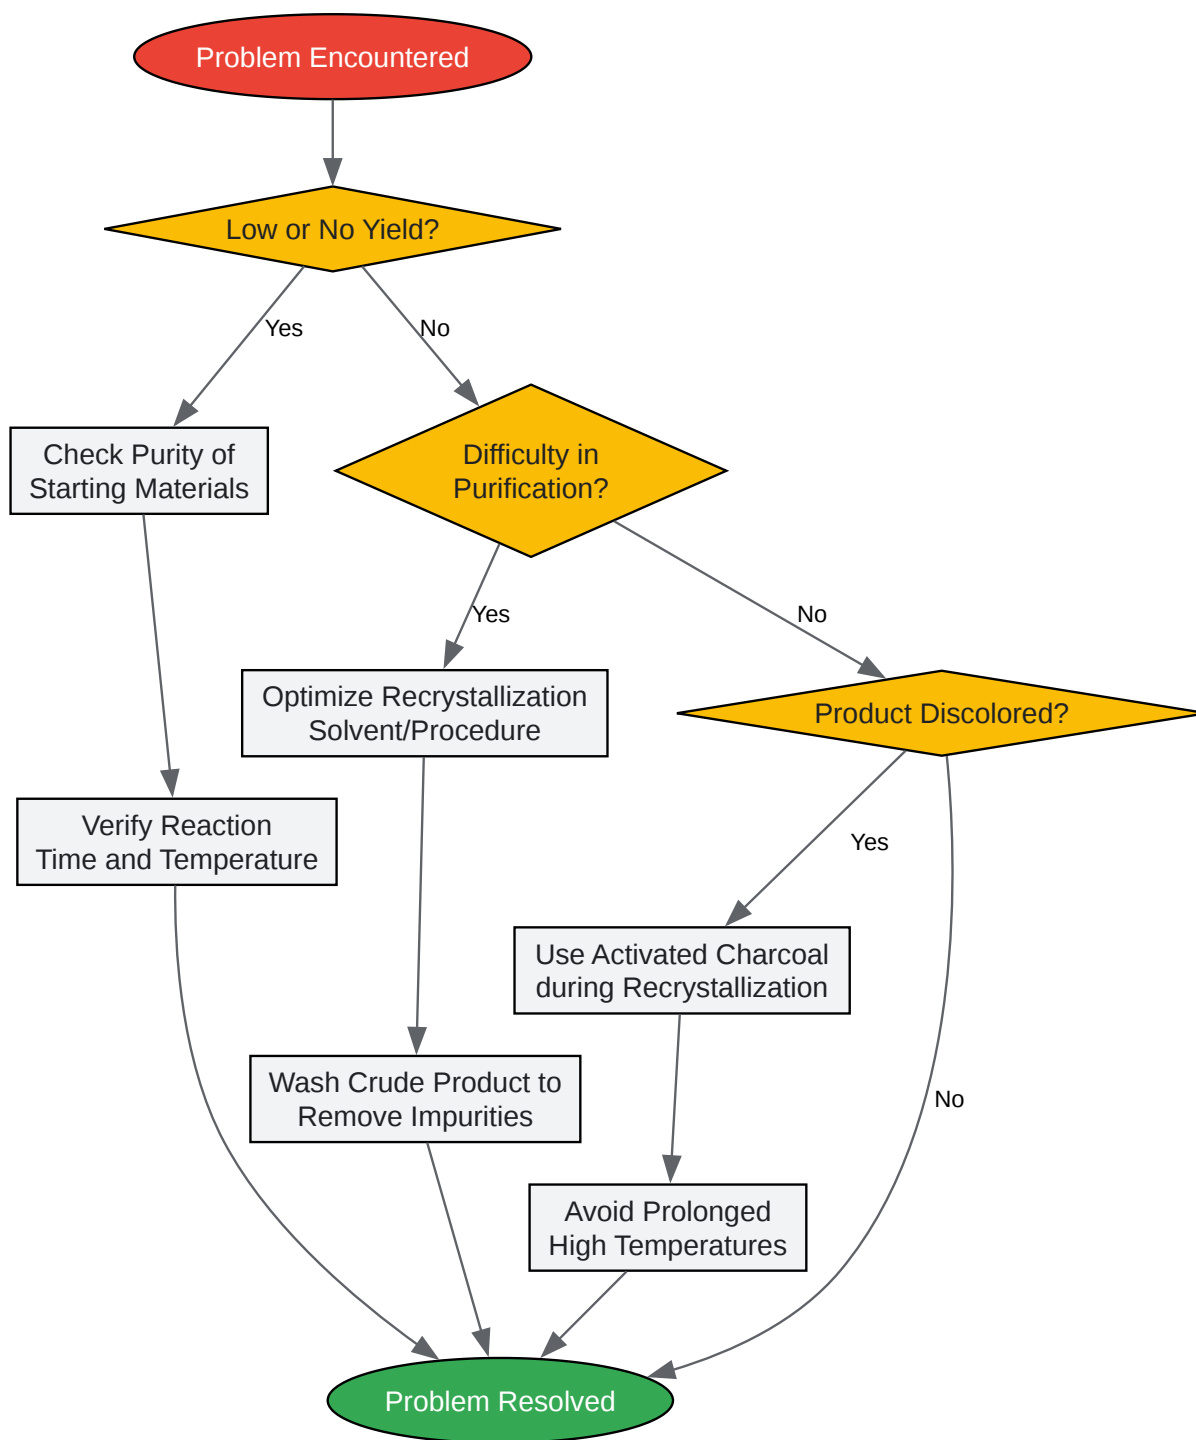 Problem Encountered
Low or No Yield?
Yes
No
Check Purity of
Starting Materials
Difficulty in
Purification?
Yes
No
Optimize Recrystallization
Solvent/Procedure
Product Discolored?
Verify Reaction
Time and Temperature
Yes
Use Activated Charcoal
during Recrystallization
Wash Crude Product to
Remove Impurities
No
Avoid Prolonged
High Temperatures
Problem Resolved